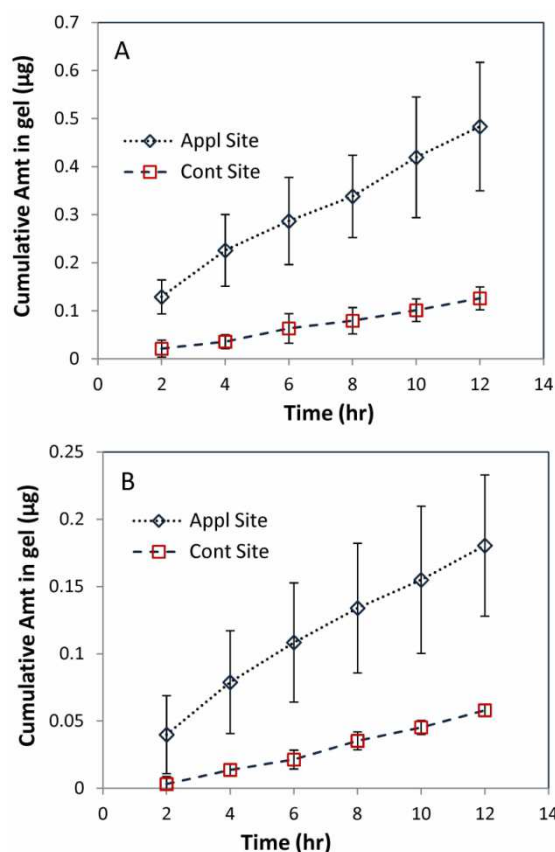 A
Cumulative Amt in gel (µg)
0.7
0.6
0.5
0.4
0.3
0.2
0.1
0
Appl Site
Cont Site
0 2 4 6 8 10 12 14
Time (hr)
B
Cumulative Amt in gel (µg)
0.25
0.2
0.15
0.1
0.05
0
Appl Site
Cont Site
0 2 4 6 8 10 12 14
Time (hr)